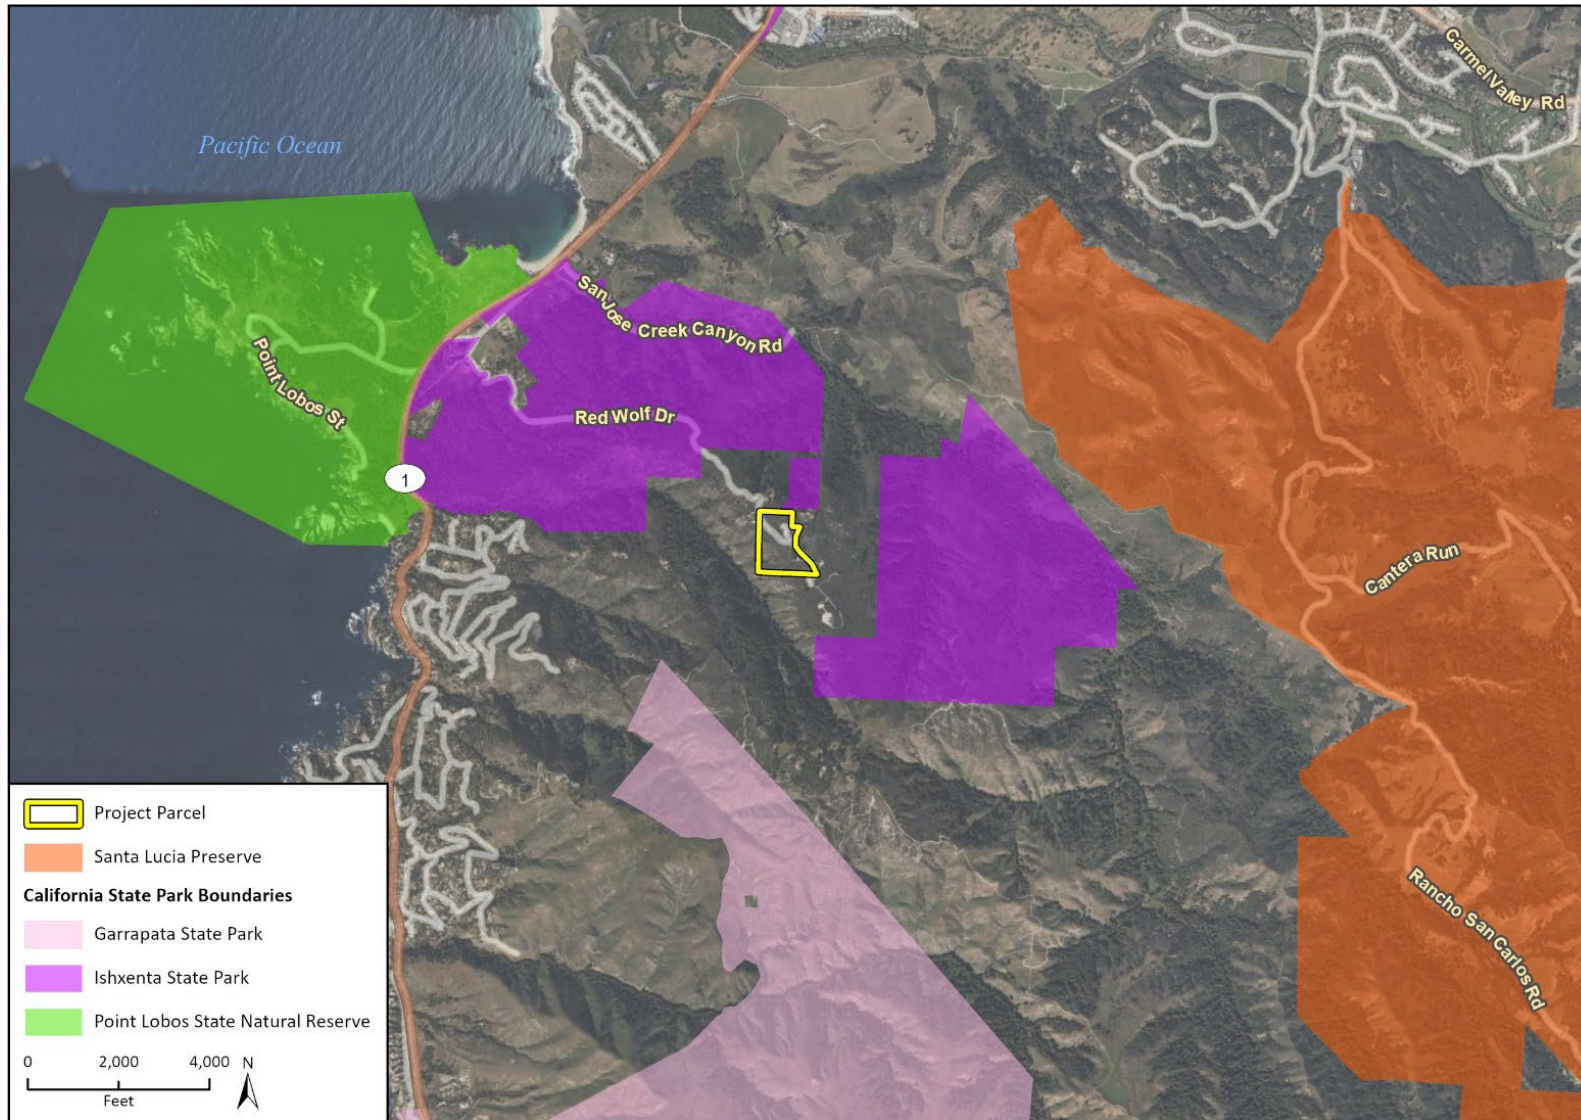 Carmel Valley Rd
Pacific Ocean
San Jose Creek Canyon Rd
Point Lobos St
Red Wolf Dr
1
Cantera Run
Rancho San Carlos Rd
Project Parcel
Santa Lucia Preserve
California State Park Boundaries
Garrapata State Park
Ishxenta State Park
Point Lobos State Natural Reserve
0 2,000 4,000 N
Feet